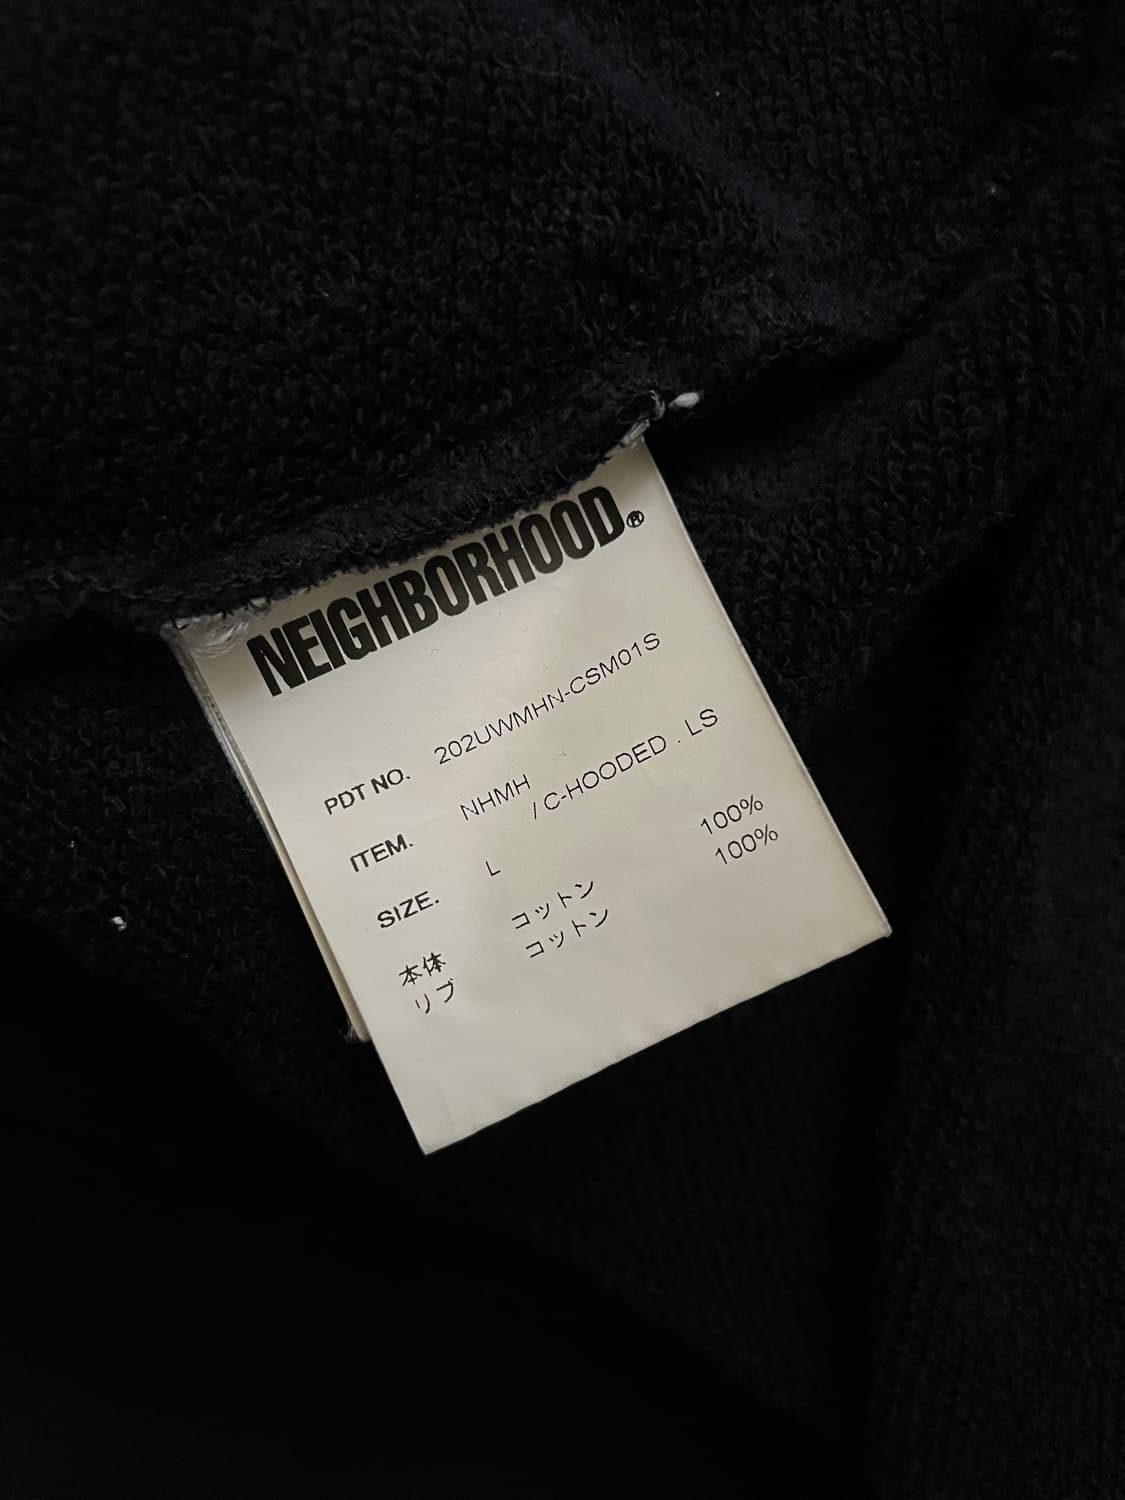 NEIGHBORHOOD®
PDT NO. 202UWMHN-CSM01S
ITEM. NHMH
/ C-HOODED . LS
SIZE. L
本体 コットン 100%
リブ コットン 100%